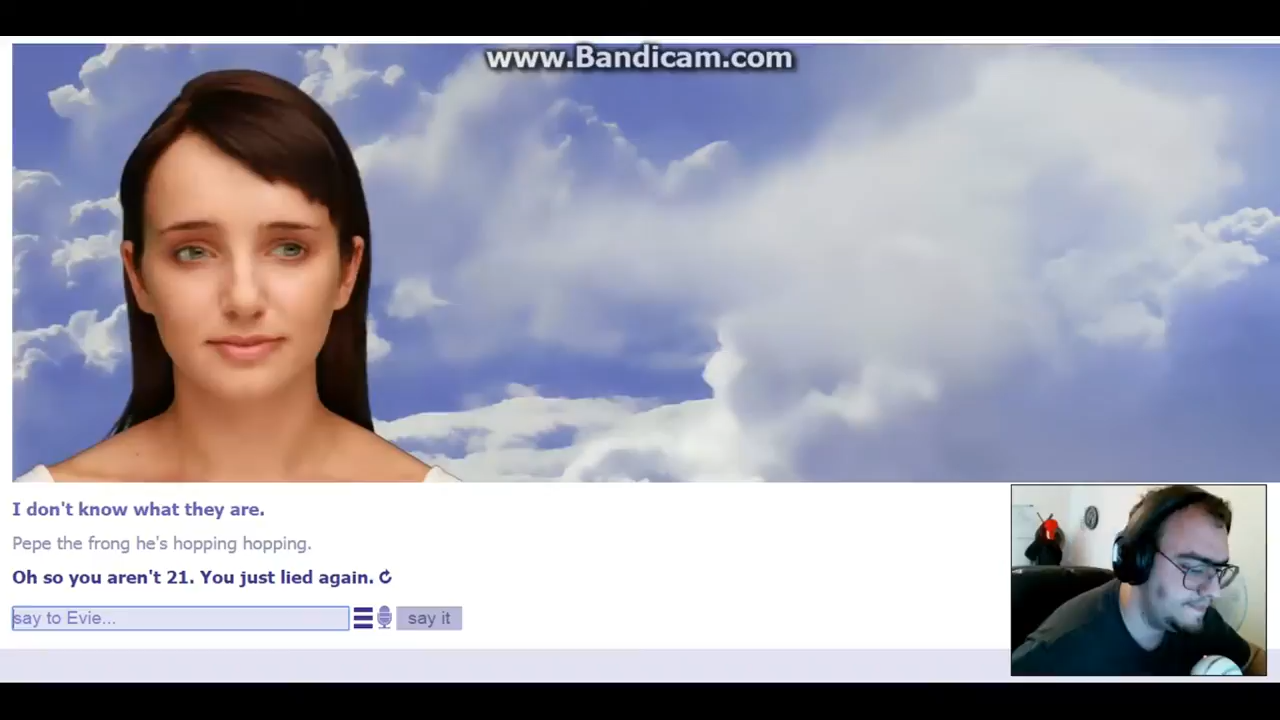 www.Bandicam.com
I don't know what they are.
Pepe the frong he's hopping hopping.
Oh so you aren't 21. You just lied again.
say to Evie...
say it